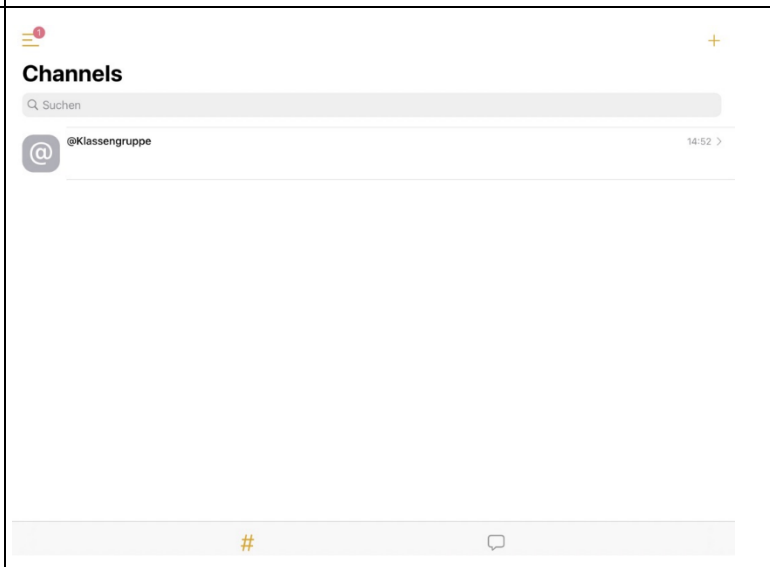 1
+
Channels
Suchen
@
@Klassengruppe 14:52 >
#